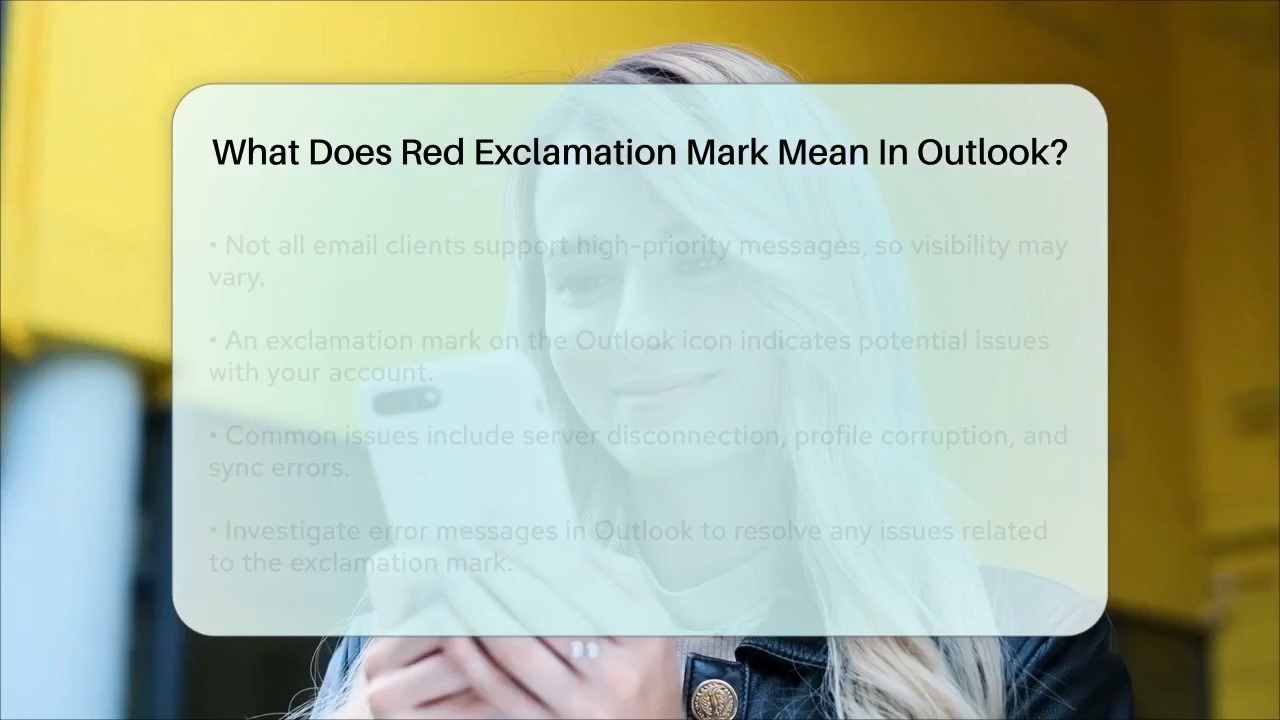 What Does Red Exclamation Mark Mean In Outlook?
• Not all email clients support high-priority messages, so visibility may
vary.
• An exclamation mark on the Outlook icon indicates potential issues
with your account.
• Common issues include server disconnection, profile corruption, and
sync errors.
• Investigate error messages in Outlook to resolve any issues related
to the exclamation mark.